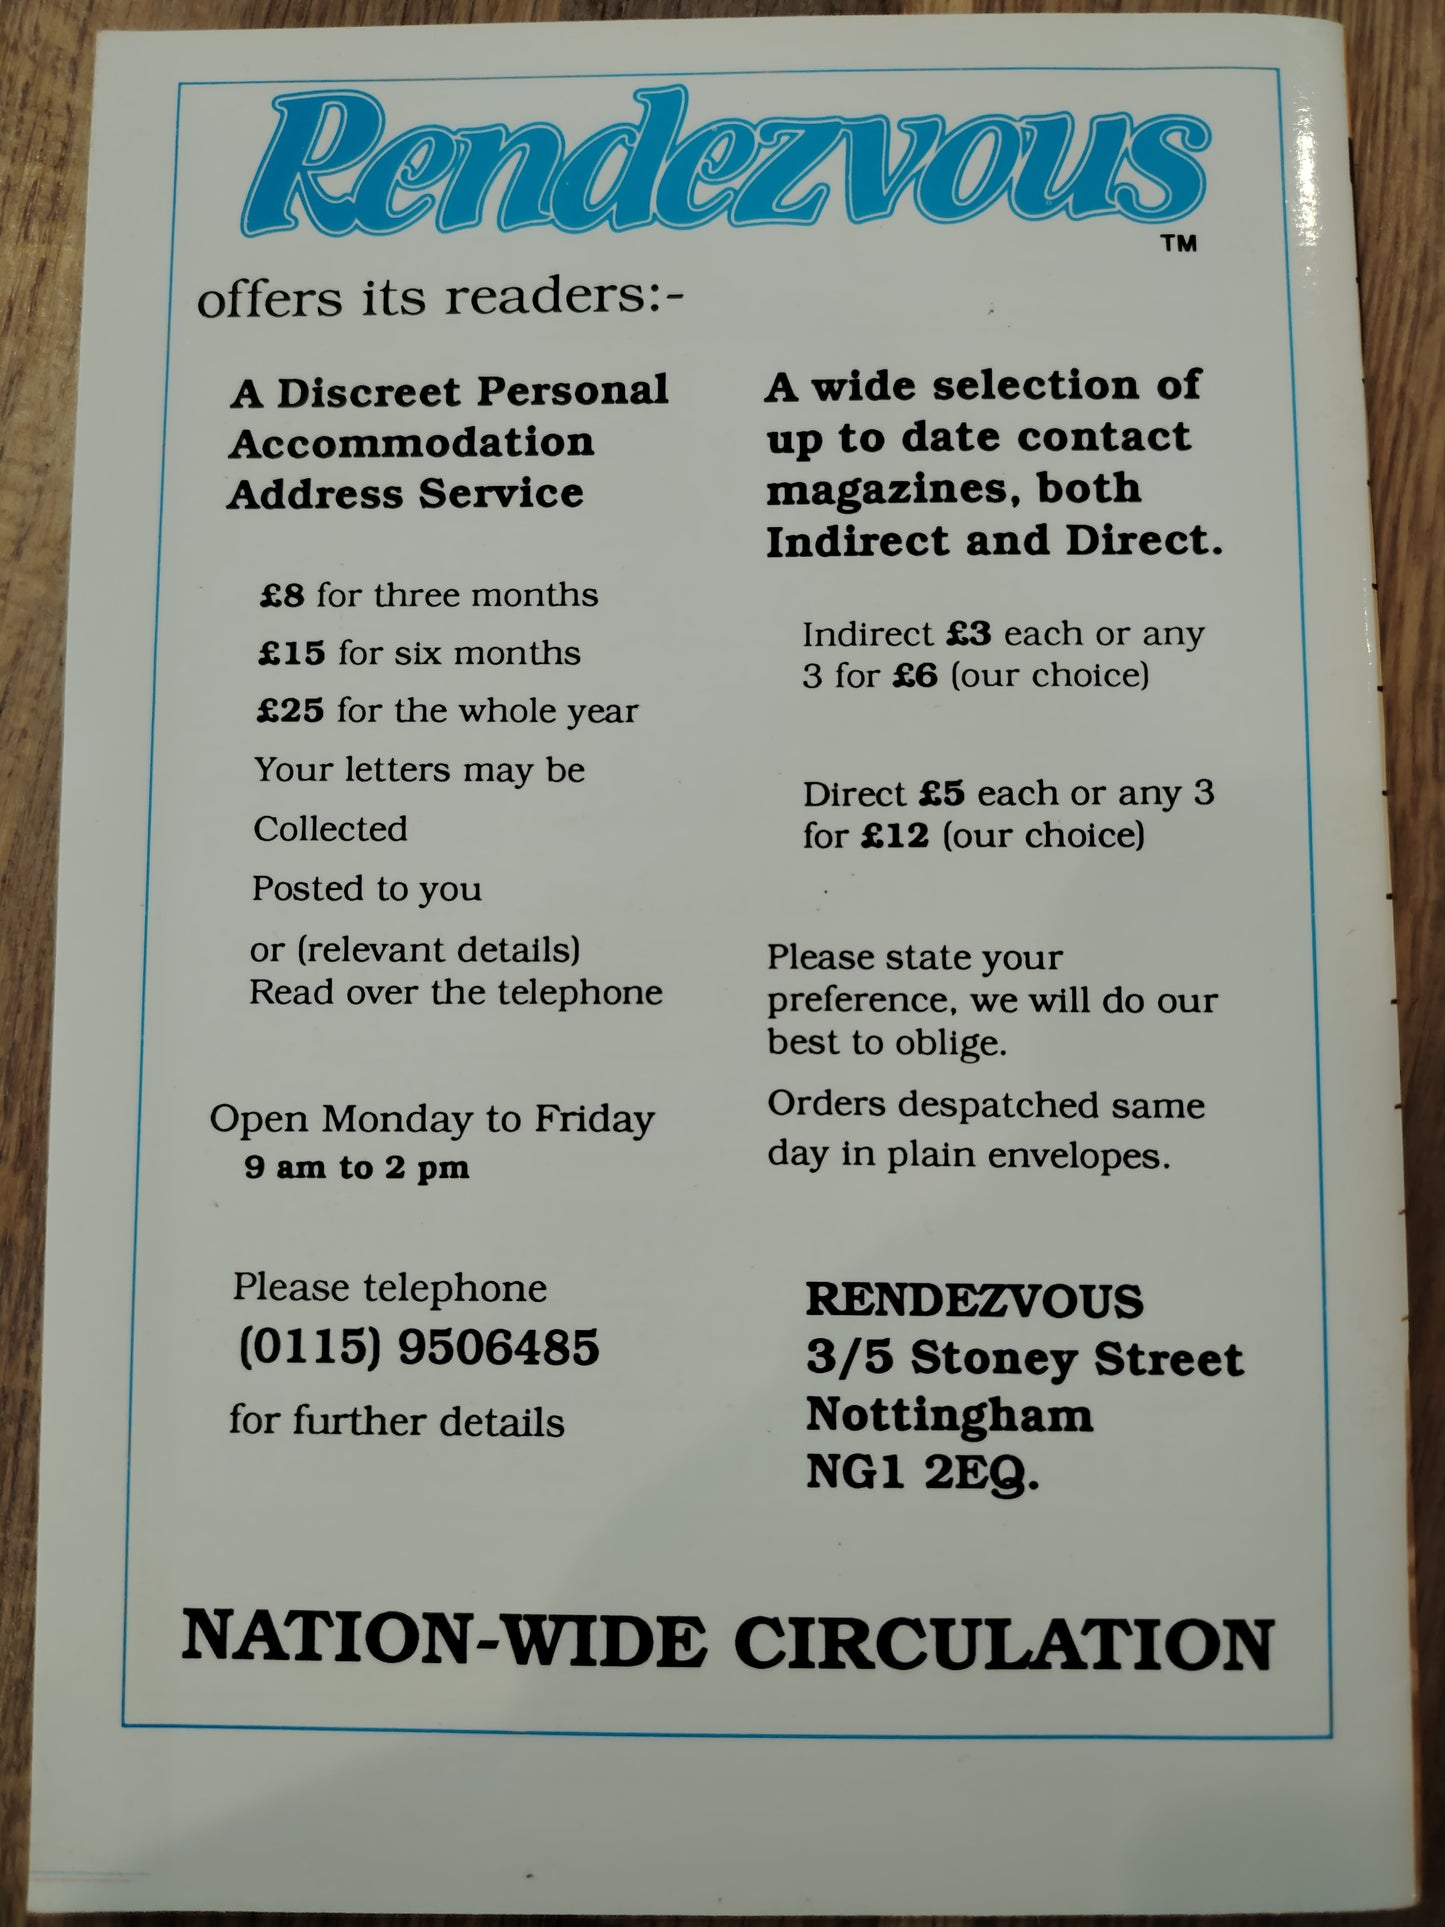 Rendezvous
TM
offers its readers:-
A Discreet Personal
Accommodation
Address Service
£8 for three months
£15 for six months
£25 for the whole year
Your letters may be
Collected
Posted to you
or (relevant details)
Read over the telephone
Open Monday to Friday
9 am to 2 pm
Please telephone
(0115) 9506485
for further details
A wide selection of
up to date contact
magazines, both
Indirect and Direct.
Indirect £3 each or any
3 for £6 (our choice)
Direct £5 each or any 3
for £12 (our choice)
Please state your
preference, we will do our
best to oblige.
Orders despatched same
day in plain envelopes.
RENDEZVOUS
3/5 Stoney Street
Nottingham
NG1 2EQ.
NATION-WIDE CIRCULATION